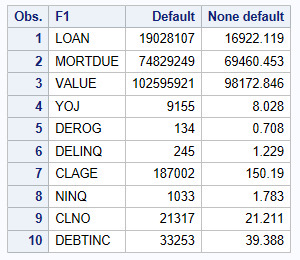 Obs. F1 Default None default
1 LOAN 19028107 16922.119
2 MORTDUE 74829249 69460.453
3 VALUE 102595921 98172.846
4 YOJ 9155 8.028
5 DEROG 134 0.708
6 DELINQ 245 1.229
7 CLAGE 187002 150.19
8 NINQ 1033 1.783
9 CLNO 21317 21.211
10 DEBTINC 33253 39.388